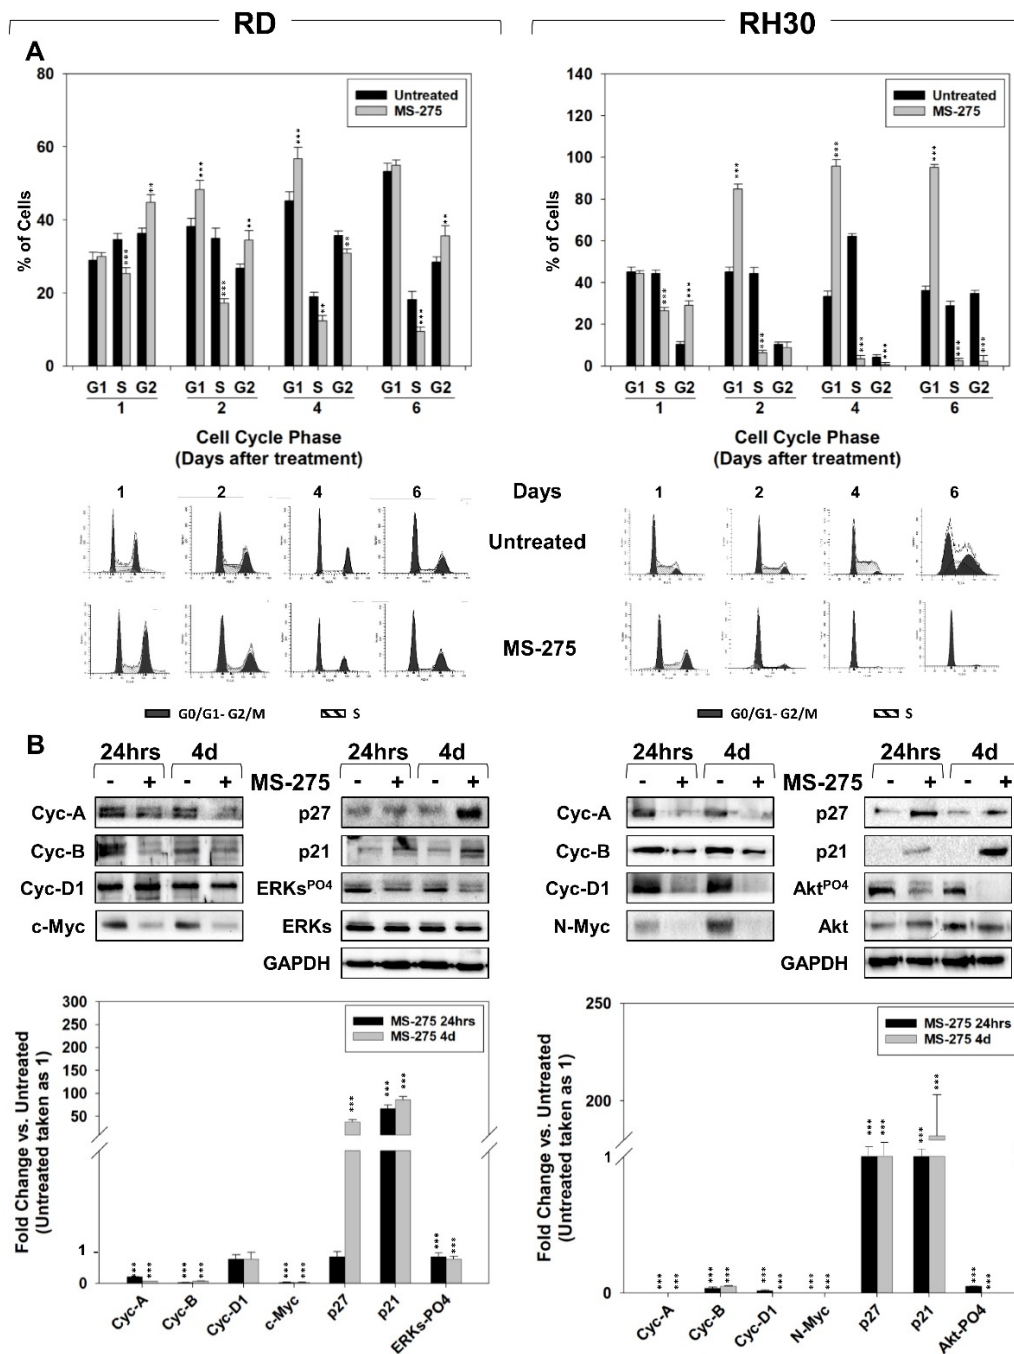 RD RH30
A
80
60
40
20
0
% of Cells
Untreated
MS-275
** *** *** ** *** *** ** *** ** ** *** **
G1 S G2 G1 S G2 G1 S G2 G1 S G2
1 2 4 6
Cell Cycle Phase
(Days after treatment)
140
120
100
80
60
40
20
0
% of Cells
Untreated
MS-275
*** *** *** *** *** *** *** *** *** ***
G1 S G2 G1 S G2 G1 S G2 G1 S G2
1 2 4 6
Cell Cycle Phase
(Days after treatment)
1 2 4 6 Days 1 2 4 6
Untreated
MS-275
G0/G1- G2/M S G0/G1- G2/M S
B
24hrs 4d 24hrs 4d
- + - + MS-275 - + - +
Cyc-A p27
Cyc-B p21
Cyc-D1 ERKsPO4
c-Myc ERKs
GAPDH
24hrs 4d 24hrs 4d
- + - + MS-275 - + - +
Cyc-A p27
Cyc-B p21
Cyc-D1 AktPO4
N-Myc Akt
GAPDH
Fold Change vs. Untreated
(Untreated taken as 1)
300
250
200
150
100
50
1
0
MS-275 24hrs
MS-275 4d
*** *** *** *** *** *** *** *** *** *** ***
Cyc-A Cyc-B Cyc-D1 c-Myc p27 p21 ERKs-PO4
Fold Change vs. Untreated
(Untreated taken as 1)
250
200
1
0
MS-275 24hrs
MS-275 4d
*** *** *** *** *** *** *** *** *** *** *** *** *** ***
Cyc-A Cyc-B Cyc-D1 N-Myc p27 p21 Akt-PO4